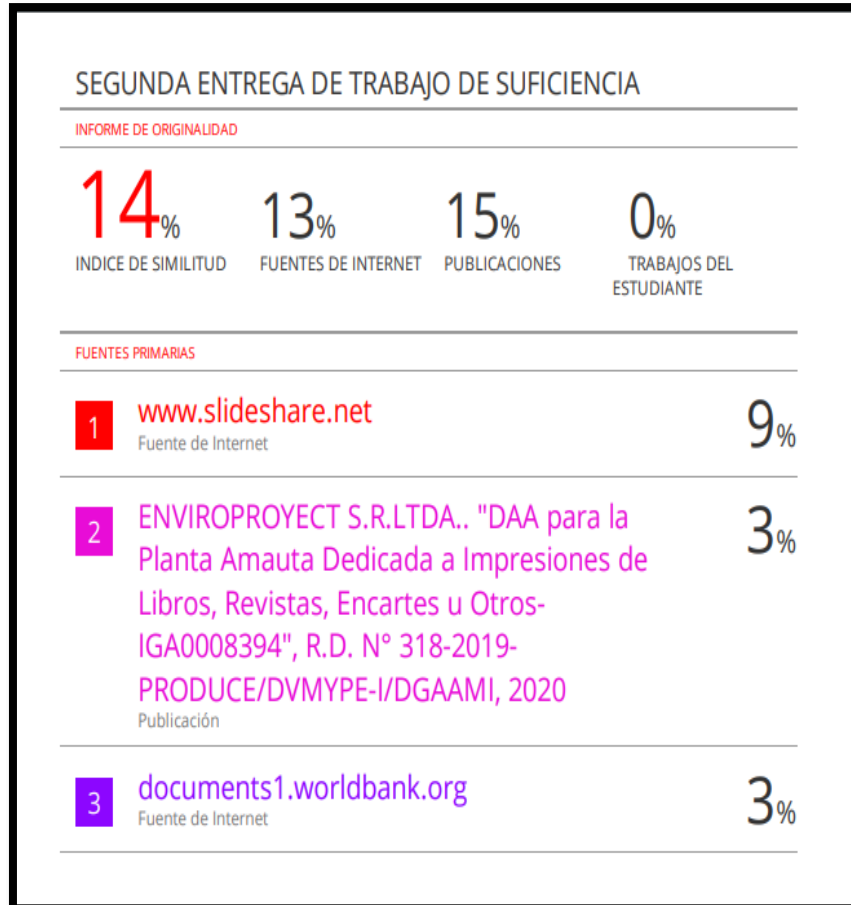 SEGUNDA ENTREGA DE TRABAJO DE SUFICIENCIA
INFORME DE ORIGINALIDAD
14% 13% 15% 0%
INDICE DE SIMILITUD FUENTES DE INTERNET PUBLICACIONES TRABAJOS DEL
ESTUDIANTE
FUENTES PRIMARIAS
1 www.slideshare.net 9%
Fuente de Internet
2 ENVIROPROYECT S.R.LTDA.. "DAA para la 3%
Planta Amauta Dedicada a Impresiones de
Libros, Revistas, Encartes u Otros-
IGA0008394", R.D. N° 318-2019-
PRODUCE/DVMYPE-I/DGAAMI, 2020
Publicación
3 documents1.worldbank.org 3%
Fuente de Internet